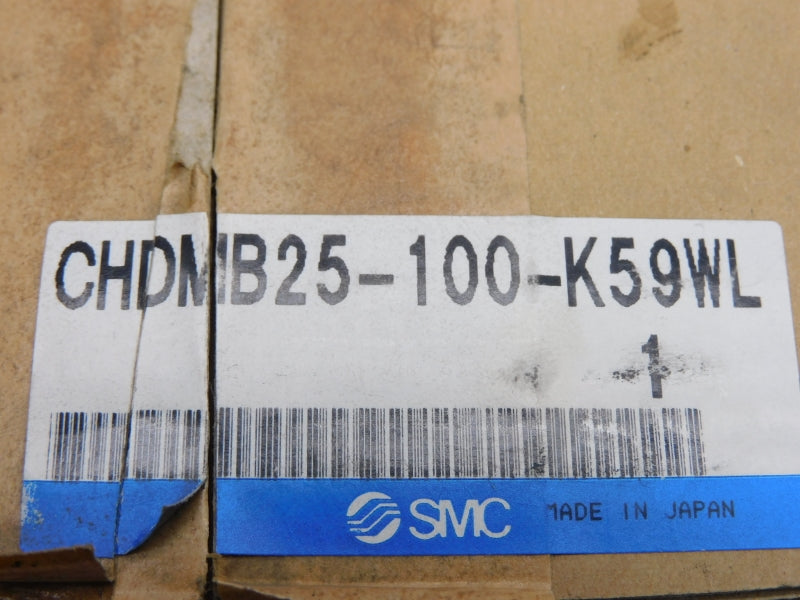 CHDMB25-100-K59WL
1
SMC MADE IN JAPAN